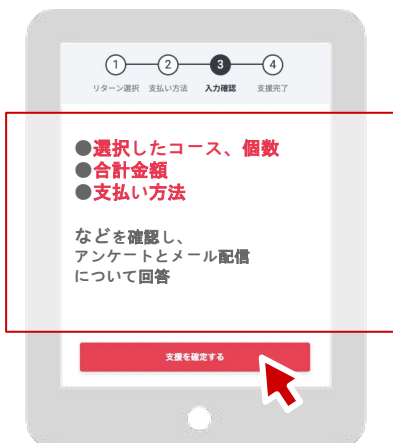 1 2 3 4
リターン選択 支払い方法 入力確認 支援完了
●選択したコース、個数
●合計金額
●支払い方法
などを確認し、
アンケートとメール配信
について回答
支援を確定する